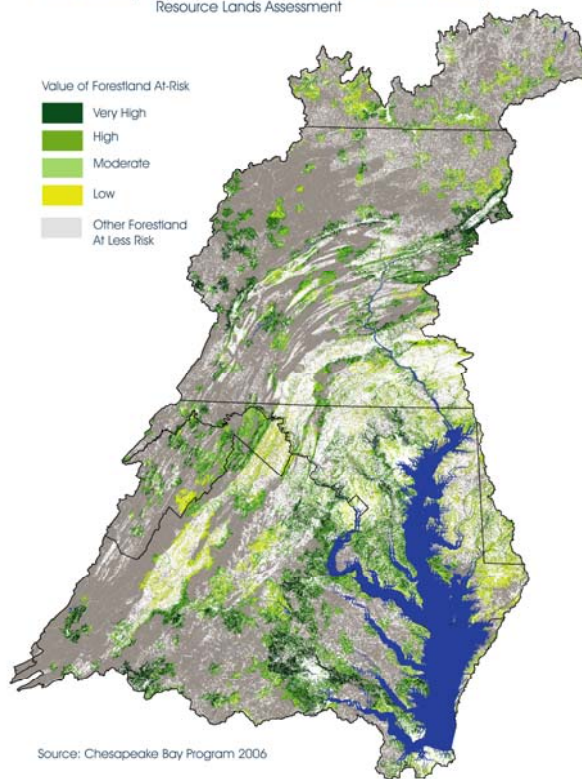 Resource Lands Assessment
Value of Forestland At-Risk
Very High
High
Moderate
Low
Other Forestland
At Less Risk
Source: Chesapeake Bay Program 2006